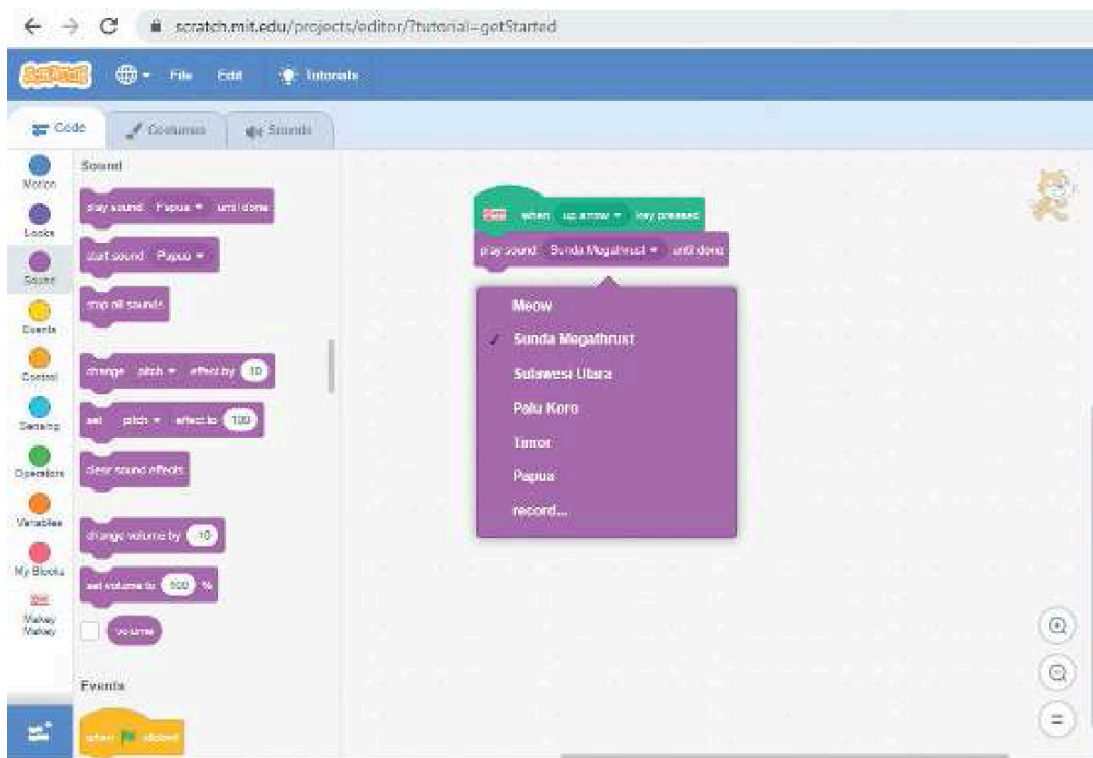 scratch.mit.edu/projects/editor/?tutorial=getStarted
SCRATCH File Edit Tutorials
Code Costumes Sounds
Motion
Looks
Sound
Events
Control
Sensing
Operators
Variables
My Blocks
Makey
Makey
Sound
play sound Papua until done
start sound Papua
stop all sounds
change pitch effect by 10
set pitch effect to 100
clear sound effects
change volume by -10
set volume to 100 %
volume
Events
when clicked
when up arrow key pressed
play sound Sunda Megathrust until done
Meow
✓ Sunda Megathrust
Sulawesi Utara
Palu Koro
Timor
Papua
record...